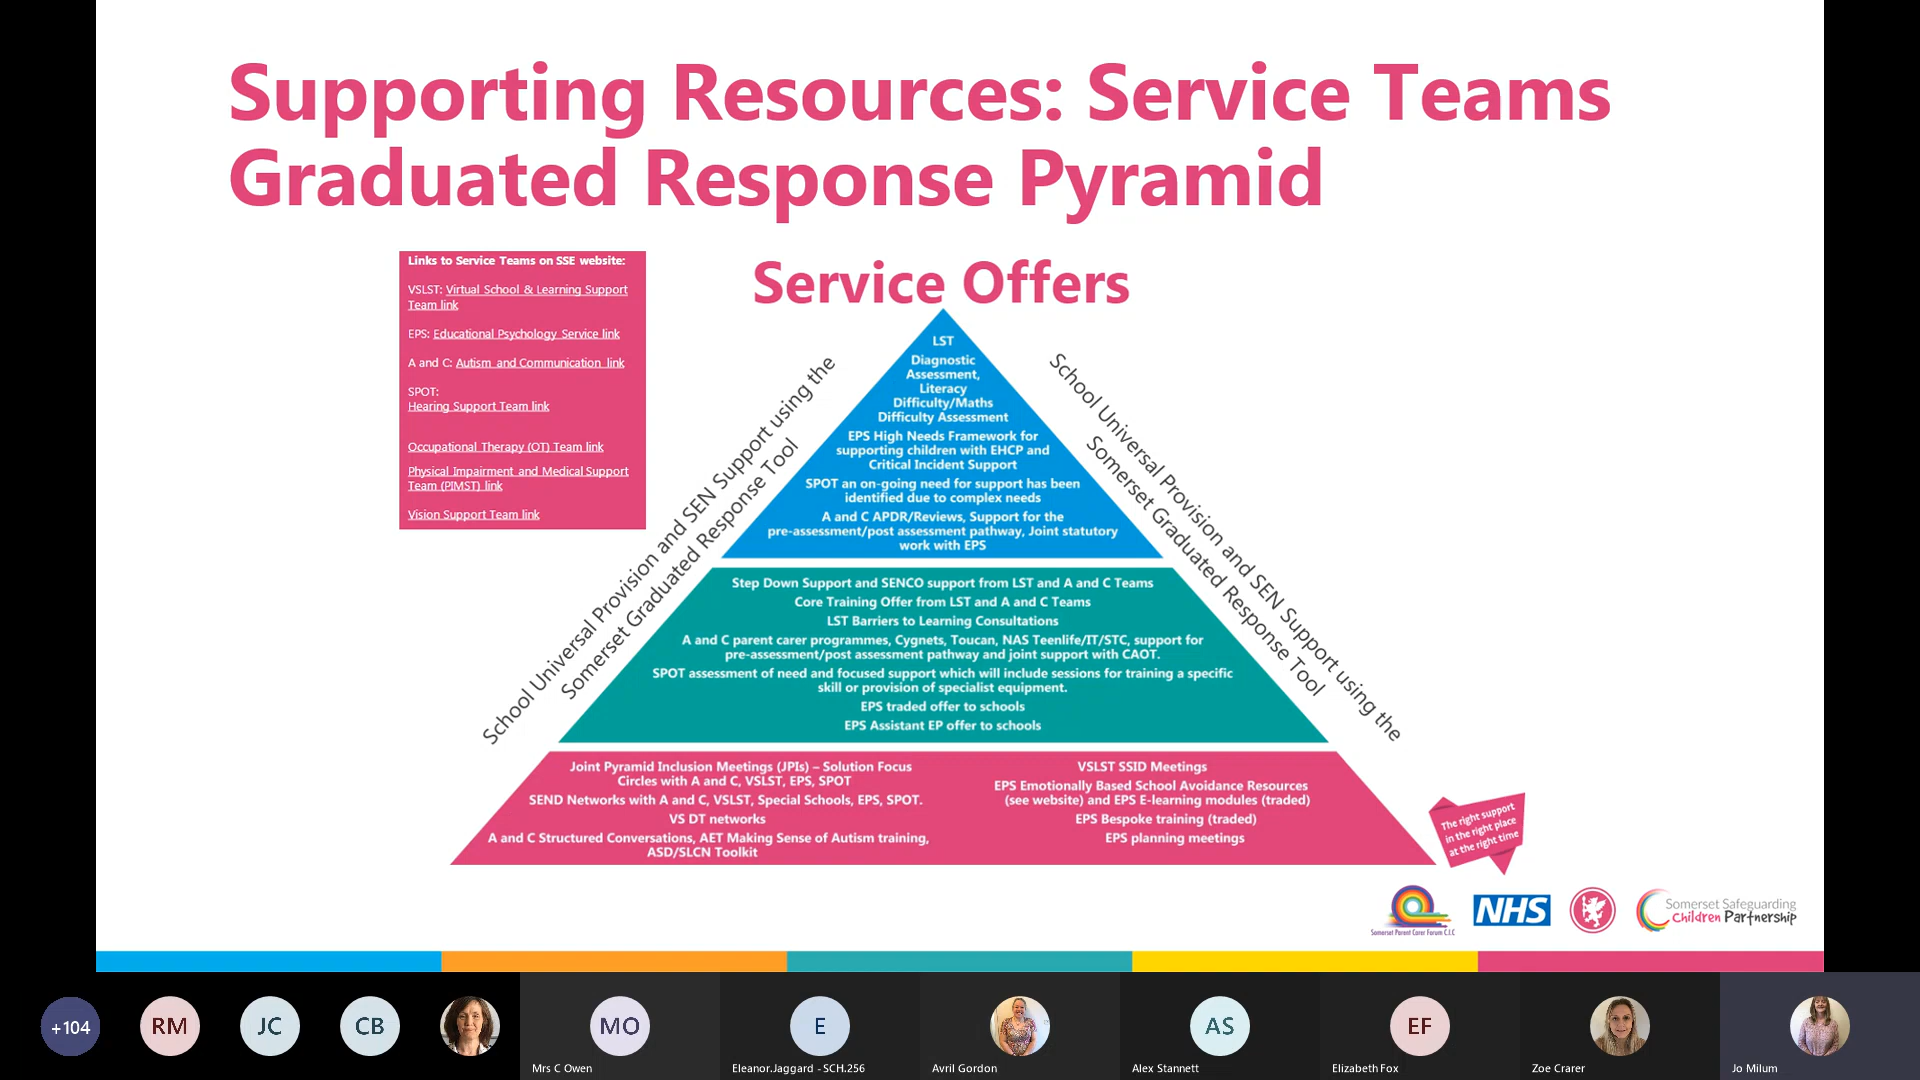 Supporting Resources: Service Teams
Graduated Response Pyramid
Links to Service Teams on SSE website:
VSLST: Virtual School & Learning Support
Team link
EPS: Educational Psychology Service link
A and C: Autism and Communication link
SPOT:
Hearing Support Team link
Occupational Therapy (OT) Team link
Physical Impairment and Medical Support
Team (PIMST) link
Vision Support Team link
Service Offers
School Universal Provision and SEN Support using the
Somerset Graduated Response Tool
LST
Diagnostic
Assessment,
Literacy
Difficulty/Maths
Difficulty Assessment
EPS High Needs Framework for
supporting children with EHCP and
Critical Incident Support
SPOT an on-going need for support has been
identified due to complex needs
A and C APDR/Reviews, Support for the
pre-assessment/post assessment pathway, Joint statutory
work with EPS
School Universal Provision and SEN Support using the
Somerset Graduated Response Tool
Step Down Support and SENCO support from LST and A and C Teams
Core Training Offer from LST and A and C Teams
LST Barriers to Learning Consultations
A and C parent carer programmes, Cygnets, Toucan, NAS Teenlife/IT/STC, support for
pre-assessment/post assessment pathway and joint support with CAOT.
SPOT assessment of need and focused support which will include sessions for training a specific
skill or provision of specialist equipment.
EPS traded offer to schools
EPS Assistant EP offer to schools
Joint Pyramid Inclusion Meetings (JPIs) – Solution Focus
Circles with A and C, VSLST, EPS, SPOT
SEND Networks with A and C, VSLST, Special Schools, EPS, SPOT.
VS DT networks
A and C Structured Conversations, AET Making Sense of Autism training,
ASD/SLCN Toolkit
VSLST SSID Meetings
EPS Emotionally Based School Avoidance Resources
(see website) and EPS E-learning modules (traded)
EPS Bespoke training (traded)
EPS planning meetings
The right support
in the right place
at the right time
Somerset Parent Carer Forum C.I.C
NHS
Somerset Safeguarding
Children Partnership
+104
RM
JC
CB
MO
Mrs C Owen
E
Eleanor.Jaggard - SCH.256
Avril Gordon
AS
Alex Stannett
EF
Elizabeth Fox
Zoe Crarer
Jo Milum